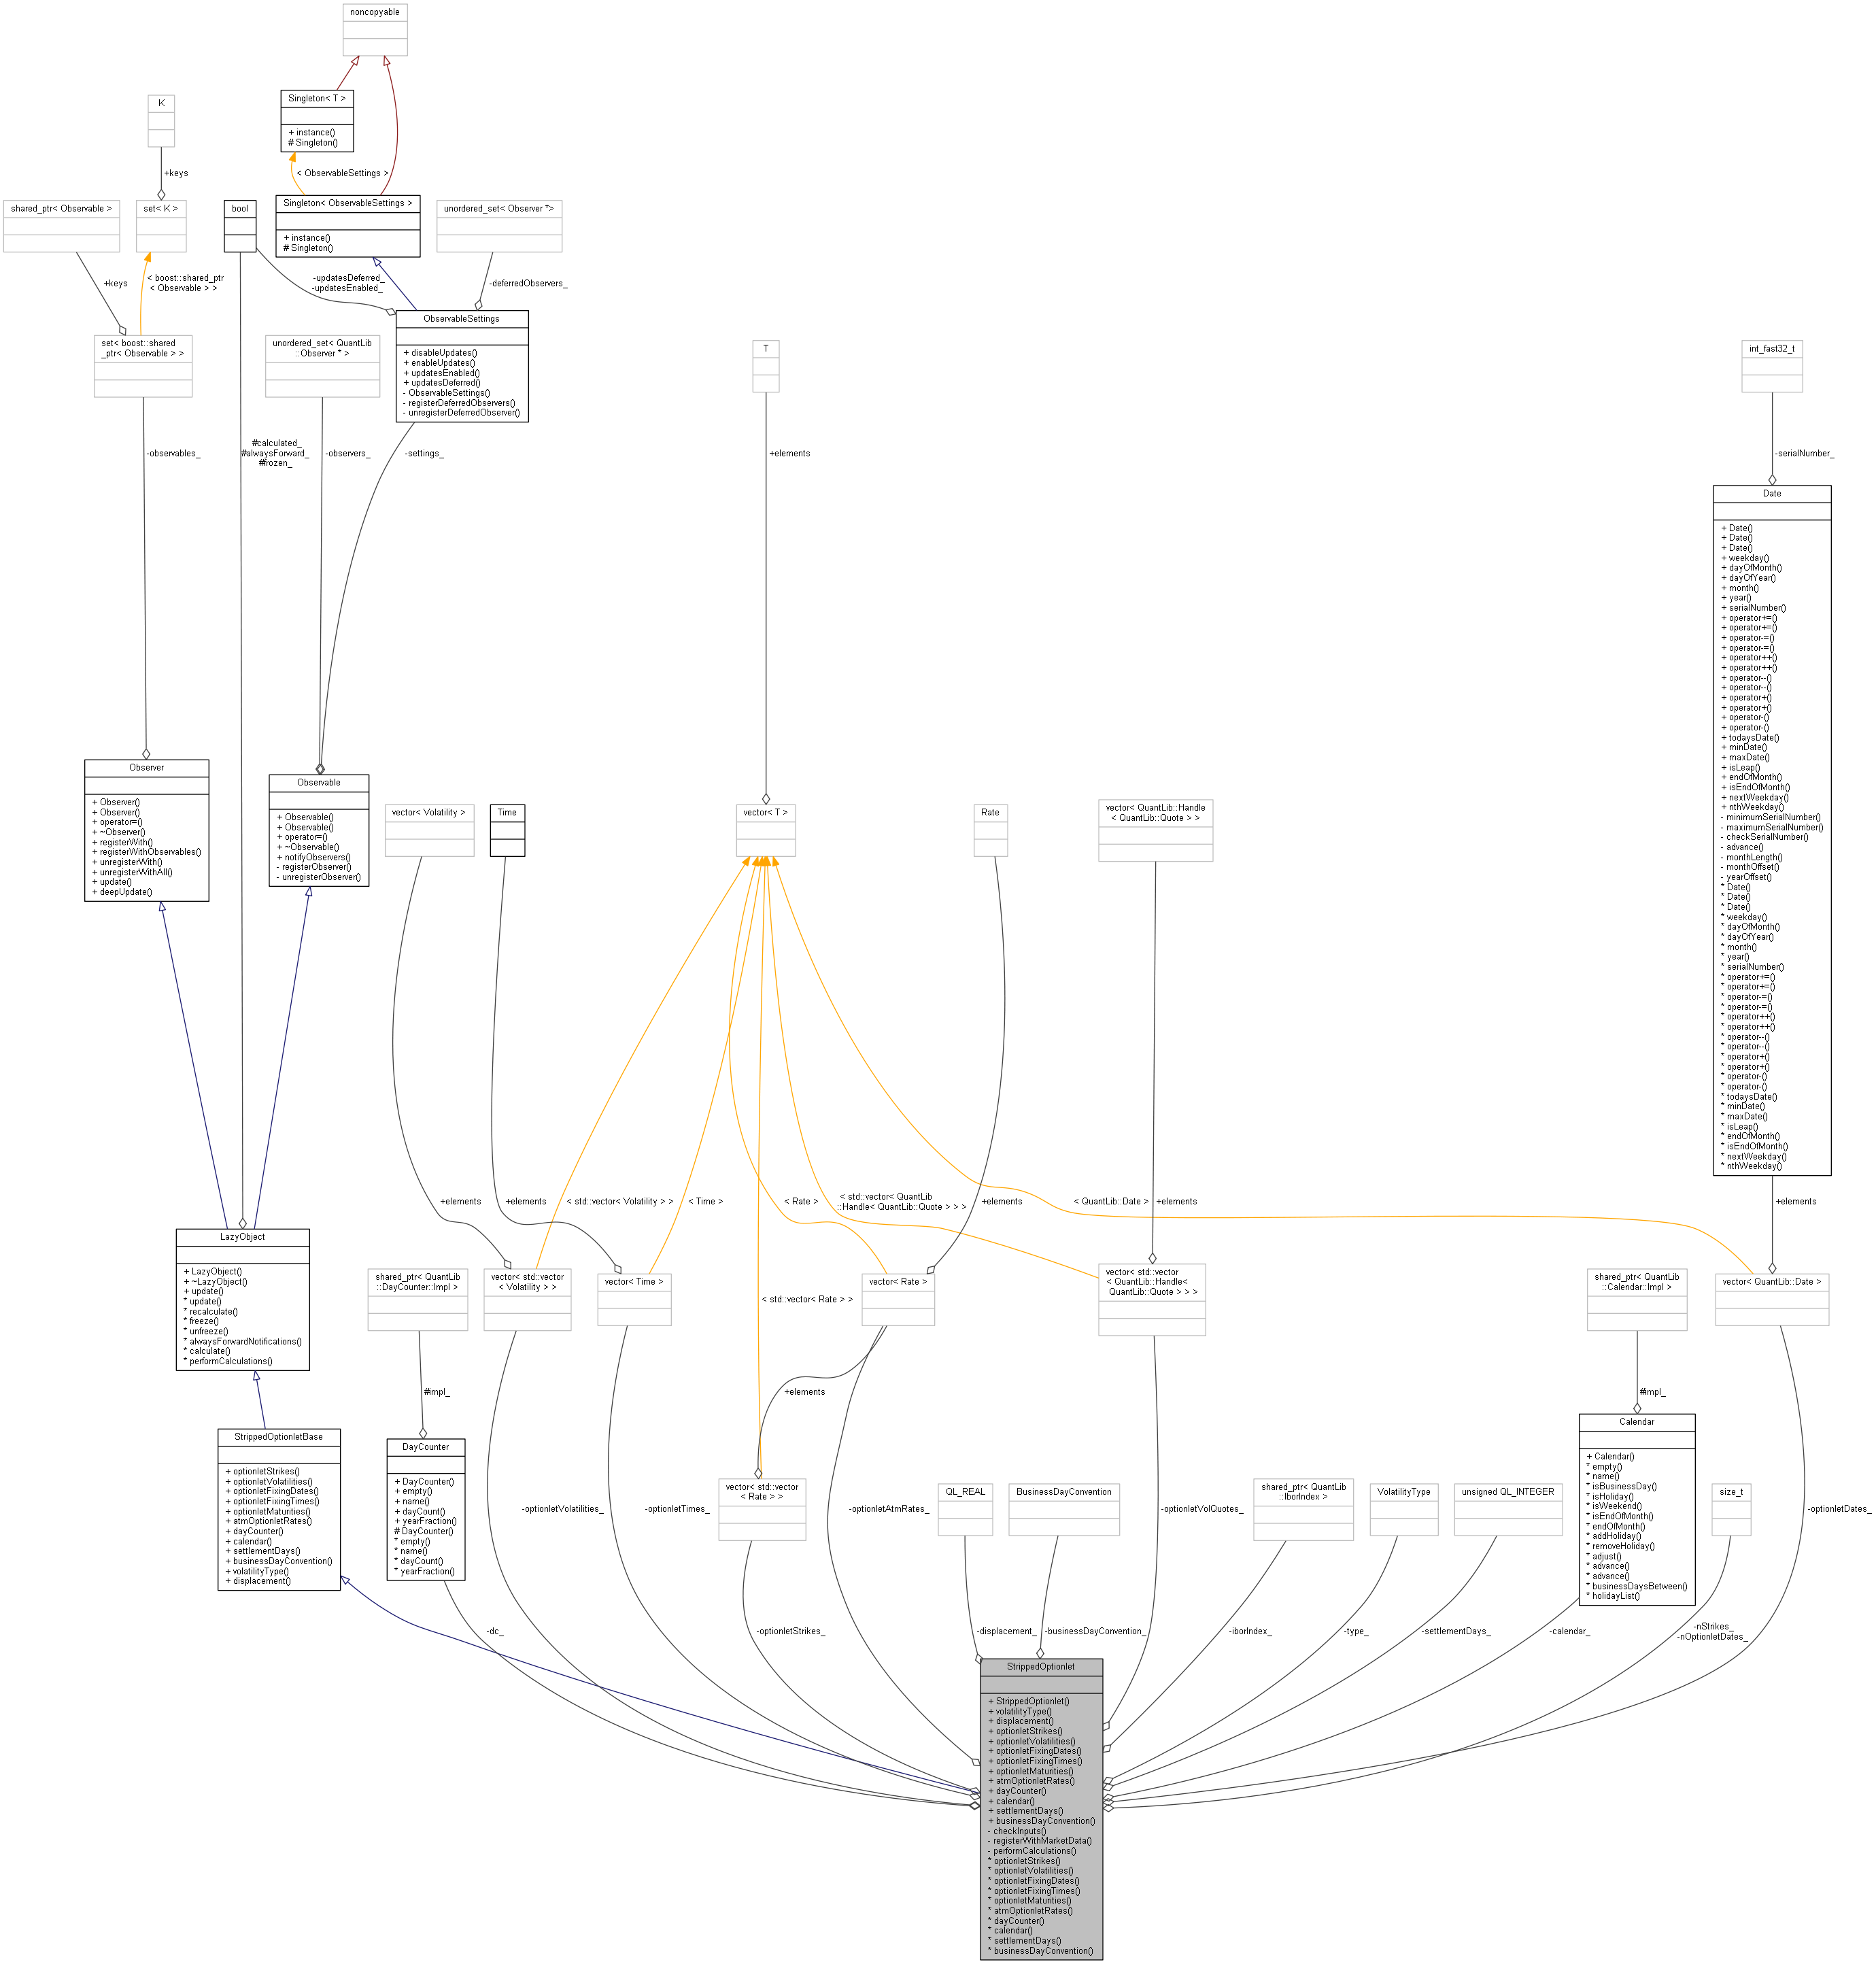 noncopyable
K
Singleton< T >
+ instance()
# Singleton()
+keys
< ObservableSettings >
shared_ptr< Observable >
set< K >
bool
Singleton< ObservableSettings >
+ instance()
# Singleton()
unordered_set< Observer *>
+keys
< boost::shared_ptr
< Observable > >
-updatesDeferred_
-updatesEnabled_
-deferredObservers_
set< boost::shared
_ptr< Observable > >
unordered_set< QuantLib
::Observer * >
ObservableSettings
+ disableUpdates()
+ enableUpdates()
+ updatesEnabled()
+ updatesDeferred()
- ObservableSettings()
- registerDeferredObservers()
- unregisterDeferredObserver()
T
int_fast32_t
-observables_
#calculated_
#alwaysForward_
#frozen_
-observers_
-settings_
+elements
-serialNumber_
Date
+ Date()
+ Date()
+ Date()
+ weekday()
+ dayOfMonth()
+ dayOfYear()
+ month()
+ year()
+ serialNumber()
+ operator+=()
+ operator+=()
+ operator-=()
+ operator-=()
+ operator++()
+ operator++()
+ operator--()
+ operator--()
+ operator+()
+ operator+()
+ operator-()
+ operator-()
+ todaysDate()
+ minDate()
+ maxDate()
+ isLeap()
+ endOfMonth()
+ isEndOfMonth()
+ nextWeekday()
+ nthWeekday()
- minimumSerialNumber()
- maximumSerialNumber()
- checkSerialNumber()
- advance()
- monthLength()
- monthOffset()
- yearOffset()
* Date()
* Date()
* Date()
* weekday()
* dayOfMonth()
* dayOfYear()
* month()
* year()
* serialNumber()
* operator+=()
* operator+=()
* operator-=()
* operator-=()
* operator++()
* operator++()
* operator--()
* operator--()
* operator+()
* operator+()
* operator-()
* operator-()
* todaysDate()
* minDate()
* maxDate()
* isLeap()
* endOfMonth()
* isEndOfMonth()
* nextWeekday()
* nthWeekday()
Observer
+ Observer()
+ Observer()
+ operator=()
+ ~Observer()
+ registerWith()
+ registerWithObservables()
+ unregisterWith()
+ unregisterWithAll()
+ update()
+ deepUpdate()
Observable
+ Observable()
+ Observable()
+ operator=()
+ ~Observable()
+ notifyObservers()
- registerObserver()
- unregisterObserver()
vector< Volatility >
Time
vector< T >
Rate
vector< QuantLib::Handle
< QuantLib::Quote > >
+elements
+elements
< std::vector< Volatility > >
< Time >
< Rate >
< std::vector< QuantLib
::Handle< QuantLib::Quote > > >
+elements
< QuantLib::Date >
+elements
+elements
LazyObject
+ LazyObject()
+ ~LazyObject()
+ update()
* update()
* recalculate()
* freeze()
* unfreeze()
* alwaysForwardNotifications()
* calculate()
* performCalculations()
shared_ptr< QuantLib
::DayCounter::Impl >
vector< std::vector
< Volatility > >
vector< Time >
< std::vector< Rate > >
vector< Rate >
vector< std::vector
< QuantLib::Handle<
QuantLib::Quote > > >
shared_ptr< QuantLib
::Calendar::Impl >
vector< QuantLib::Date >
#impl_
+elements
#impl_
StrippedOptionletBase
+ optionletStrikes()
+ optionletVolatilities()
+ optionletFixingDates()
+ optionletFixingTimes()
+ optionletMaturities()
+ atmOptionletRates()
+ dayCounter()
+ calendar()
+ settlementDays()
+ businessDayConvention()
+ volatilityType()
+ displacement()
DayCounter
+ DayCounter()
+ empty()
+ name()
+ dayCount()
+ yearFraction()
# DayCounter()
* empty()
* name()
* dayCount()
* yearFraction()
-optionletVolatilities_
-optionletTimes_
vector< std::vector
< Rate > >
-optionletAtmRates_
QL_REAL
BusinessDayConvention
-optionletVolQuotes_
shared_ptr< QuantLib
::IborIndex >
VolatilityType
unsigned QL_INTEGER
Calendar
+ Calendar()
* empty()
* name()
* isBusinessDay()
* isHoliday()
* isWeekend()
* isEndOfMonth()
* endOfMonth()
* addHoliday()
* removeHoliday()
* adjust()
* advance()
* advance()
* businessDaysBetween()
* holidayList()
size_t
-optionletDates_
-dc_
-optionletStrikes_
-displacement_
-businessDayConvention_
-iborIndex_
-type_
-settlementDays_
-calendar_
-nStrikes_
-nOptionletDates_
StrippedOptionlet
+ StrippedOptionlet()
+ volatilityType()
+ displacement()
+ optionletStrikes()
+ optionletVolatilities()
+ optionletFixingDates()
+ optionletFixingTimes()
+ optionletMaturities()
+ atmOptionletRates()
+ dayCounter()
+ calendar()
+ settlementDays()
+ businessDayConvention()
- checkInputs()
- registerWithMarketData()
- performCalculations()
* optionletStrikes()
* optionletVolatilities()
* optionletFixingDates()
* optionletFixingTimes()
* optionletMaturities()
* atmOptionletRates()
* dayCounter()
* calendar()
* settlementDays()
* businessDayConvention()